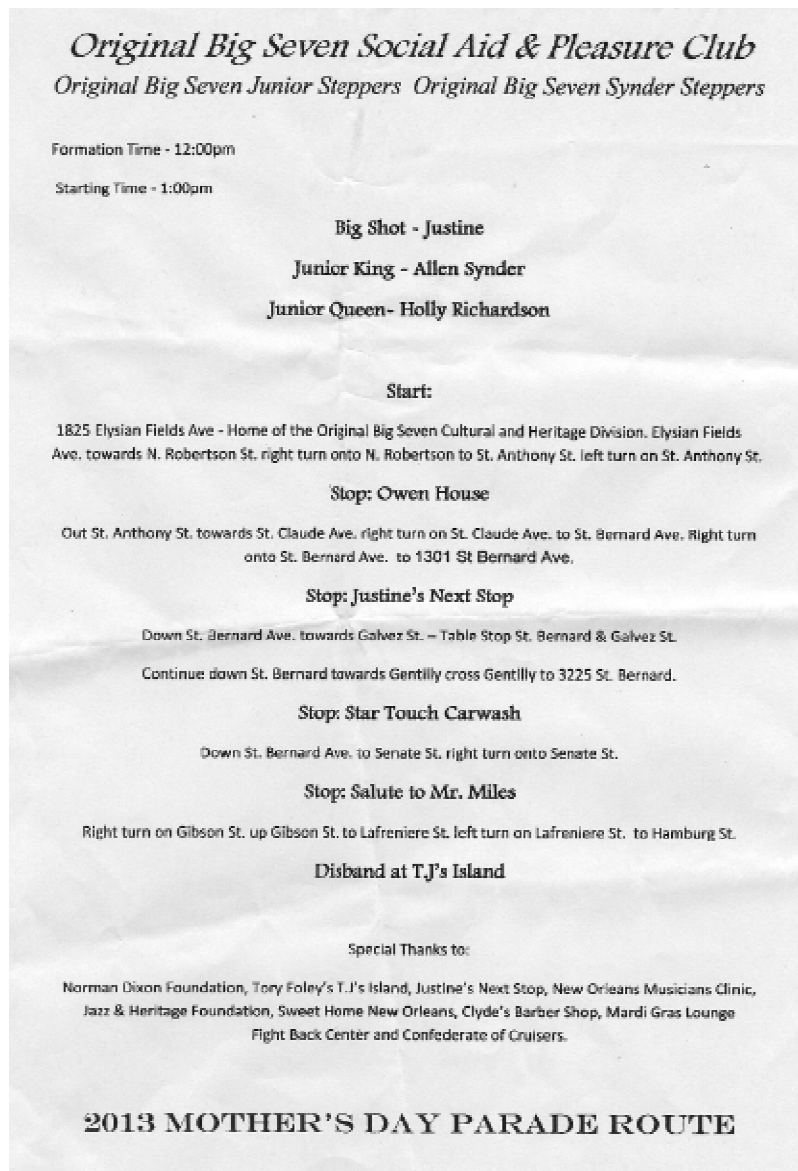 Original Big Seven Social Aid & Pleasure Club
Original Big Seven Junior Steppers Original Big Seven Synder Steppers
Formation Time - 12:00pm
Starting Time - 1:00pm
Big Shot - Justine
Junior King - Allen Synder
Junior Queen- Holly Richardson
Start:
1825 Elysian Fields Ave - Home of the Original Big Seven Cultural and Heritage Division. Elysian Fields
Ave. towards N. Robertson St. right turn onto N. Robertson to St. Anthony St. left turn on St. Anthony St.
Stop: Owen House
Out St. Anthony St. towards St. Claude Ave. right turn on St. Claude Ave. to St. Bernard Ave. Right turn
onto St. Bernard Ave. to 1301 St Bernard Ave.
Stop: Justine's Next Stop
Down St. Bernard Ave. towards Galvez St. – Table Stop St. Bernard & Galvez St.
Continue down St. Bernard towards Gentilly cross Gentilly to 3225 St. Bernard.
Stop: Star Touch Carwash
Down St. Bernard Ave. to Senate St. right turn onto Senate St.
Stop: Salute to Mr. Miles
Right turn on Gibson St. up Gibson St. to Lafreniere St. left turn on Lafreniere St. to Hamburg St.
Disband at T.J's Island
Special Thanks to:
Norman Dixon Foundation, Tory Foley's T.J's Island, Justine's Next Stop, New Orleans Musicians Clinic,
Jazz & Heritage Foundation, Sweet Home New Orleans, Clyde's Barber Shop, Mardi Gras Lounge
Fight Back Center and Confederate of Cruisers.
2013 MOTHER'S DAY PARADE ROUTE